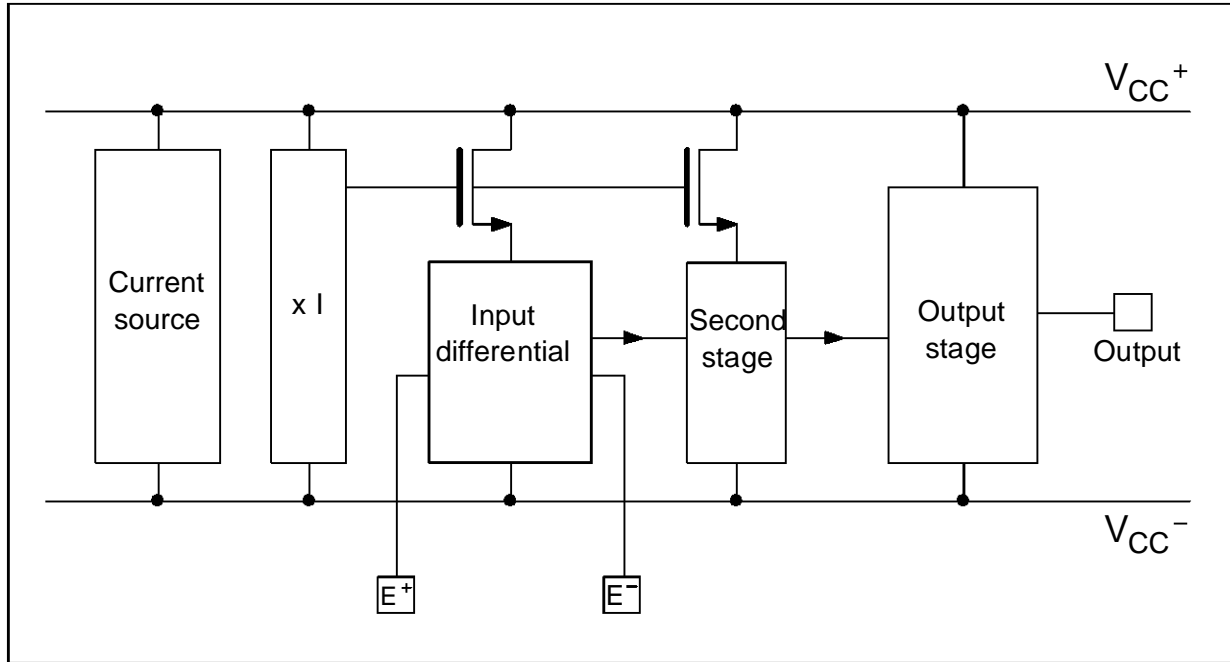 VCC+
Current
source
x I
Input
differential
Second
stage
Output
stage
Output
VCC−
E+
E−